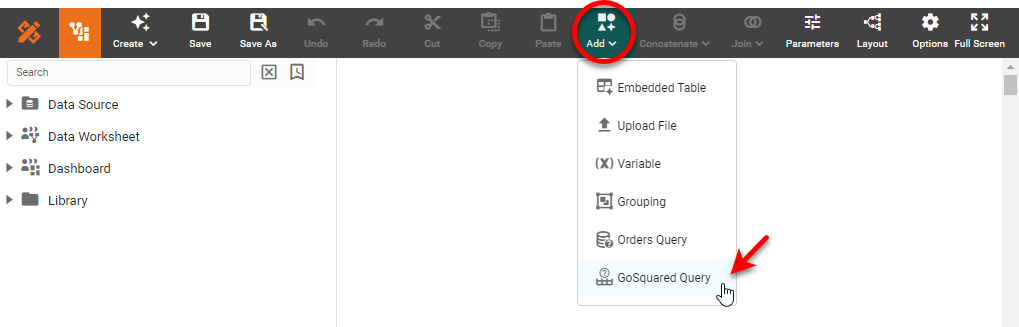 Create
Save
Save As
Undo
Redo
Cut
Copy
Paste
Add
Concatenate
Join
Parameters
Layout
Options
Full Screen
Search
Data Source
Data Worksheet
Dashboard
Library
Embedded Table
Upload File
(X) Variable
Grouping
Orders Query
GoSquared Query